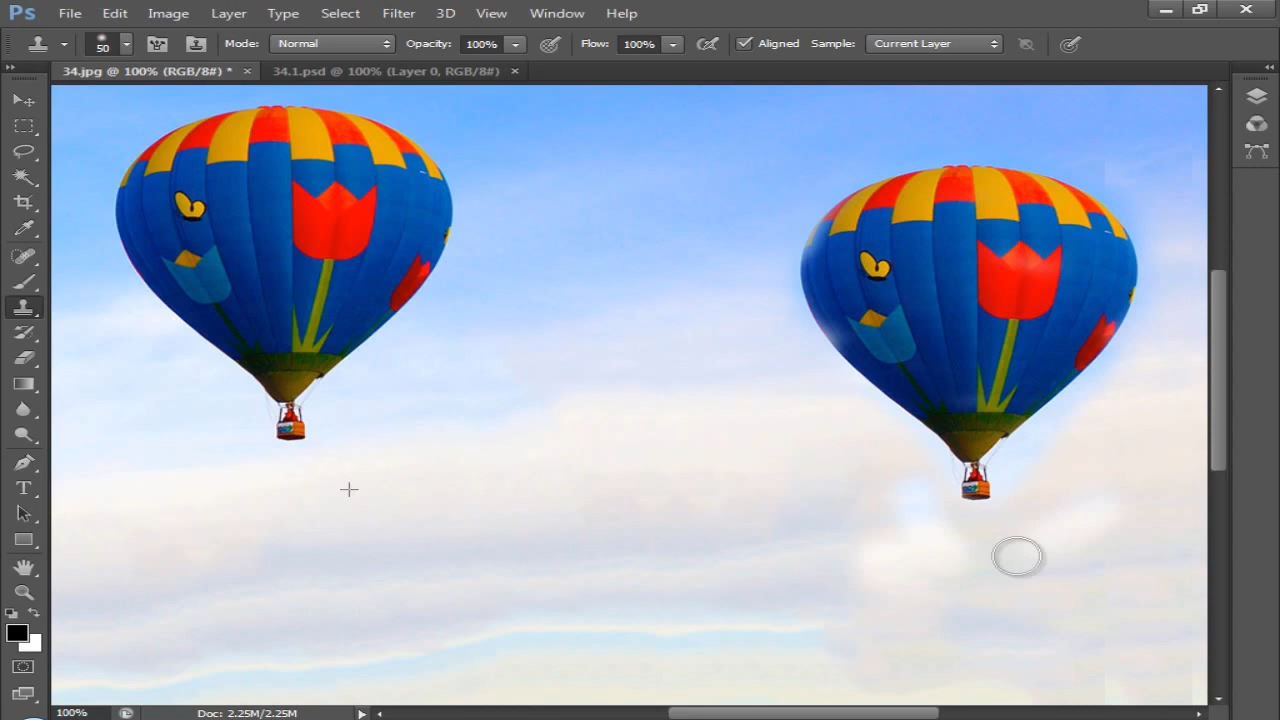 Ps File Edit Image Layer Type Select Filter 3D View Window Help
50 Mode: Normal Opacity: 100% Flow: 100% Aligned Sample: Current Layer
34.jpg @ 100% (RGB/8#) * × 34.1.psd @ 100% (Layer 0, RGB/8#) ×
T
100% Doc: 2.25M/2.25M